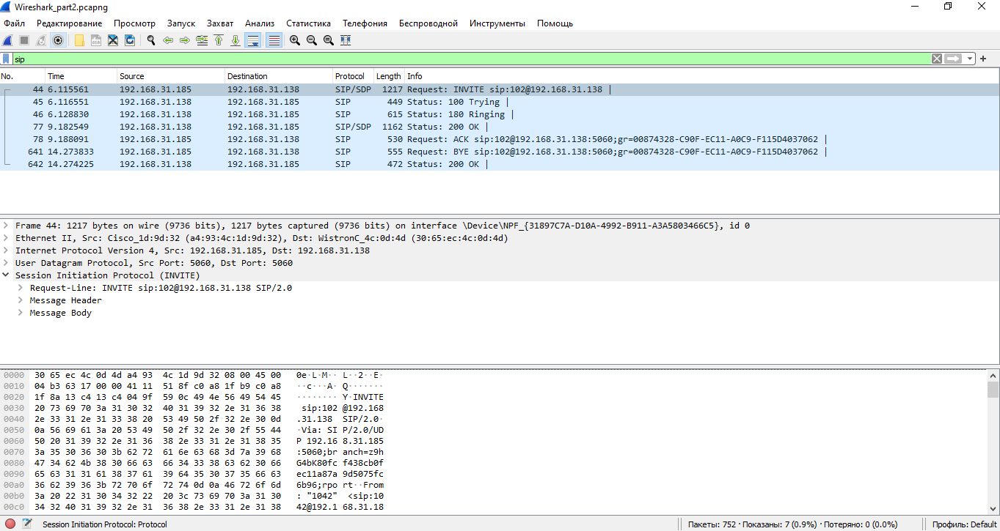 Wireshark_part2.pcapng
Файл Редактирование Просмотр Запуск Захват Анализ Статистика Телефония Беспроводной Инструменты Помощь
sip
No. Time Source Destination Protocol Length Info
44 6.115561 192.168.31.185 192.168.31.138 SIP/SDP 1217 Request: INVITE sip:102@192.168.31.138 |
45 6.116551 192.168.31.138 192.168.31.185 SIP 449 Status: 100 Trying |
46 6.128830 192.168.31.138 192.168.31.185 SIP 615 Status: 180 Ringing |
77 9.182549 192.168.31.138 192.168.31.185 SIP/SDP 1162 Status: 200 OK |
78 9.188091 192.168.31.185 192.168.31.138 SIP 530 Request: ACK sip:102@192.168.31.138:5060;gr=00874328-C90F-EC11-A0C9-F115D4037062 |
641 14.273833 192.168.31.185 192.168.31.138 SIP 555 Request: BYE sip:102@192.168.31.138:5060;gr=00874328-C90F-EC11-A0C9-F115D4037062 |
642 14.274225 192.168.31.138 192.168.31.185 SIP 472 Status: 200 OK |
Frame 44: 1217 bytes on wire (9736 bits), 1217 bytes captured (9736 bits) on interface \Device\NPF_{31897C7A-D10A-4992-B911-A3A5803466C5}, id 0
Ethernet II, Src: Cisco_1d:9d:32 (a4:93:4c:1d:9d:32), Dst: WistronC_4c:0d:4d (30:65:ec:4c:0d:4d)
Internet Protocol Version 4, Src: 192.168.31.185, Dst: 192.168.31.138
User Datagram Protocol, Src Port: 5060, Dst Port: 5060
Session Initiation Protocol (INVITE)
Request-Line: INVITE sip:102@192.168.31.138 SIP/2.0
Message Header
Message Body
0000 30 65 ec 4c 0d 4d a4 93 4c 1d 9d 32 08 00 45 00 0e·L·M·· L··2··E·
0010 04 b3 63 17 00 00 41 11 51 8f c0 a8 1f b9 c0 a8 ··c···A· Q·······
0020 1f 8a 13 c4 13 c4 04 9f 59 0c 49 4e 56 49 54 45 ········ Y·INVITE
0030 20 73 69 70 3a 31 30 32 40 31 39 32 2e 31 36 38 sip:102 @192.168
0040 2e 33 31 2e 31 33 38 20 53 49 50 2f 32 2e 30 0d .31.138 SIP/2.0·
0050 0a 56 69 61 3a 20 53 49 50 2f 32 2e 30 2f 55 44 ·Via: SI P/2.0/UD
0060 50 20 31 39 32 2e 31 36 38 2e 33 31 2e 31 38 35 P 192.16 8.31.185
0070 3a 35 30 36 30 3b 62 72 61 6e 63 68 3d 7a 39 68 :5060;br anch=z9h
0080 47 34 62 4b 38 30 66 63 66 34 33 38 63 62 30 66 G4bK80fc f438cb0f
0090 65 63 31 31 61 38 37 61 39 64 35 30 37 35 66 63 ec11a87a 9d5075fc
00a0 36 62 39 36 3b 72 70 6f 72 74 0d 0a 46 72 6f 6d 6b96;rpo rt··From
00b0 3a 20 22 31 30 34 32 22 20 3c 73 69 70 3a 31 30 : "1042" <sip:10
00c0 34 32 40 31 39 32 2e 31 36 38 2e 33 31 2e 31 38 42@192.1 68.31.18
Session Initiation Protocol: Protocol
Пакеты: 752 · Показаны: 7 (0.9%) · Потеряно: 0 (0.0%)
Профиль: Default